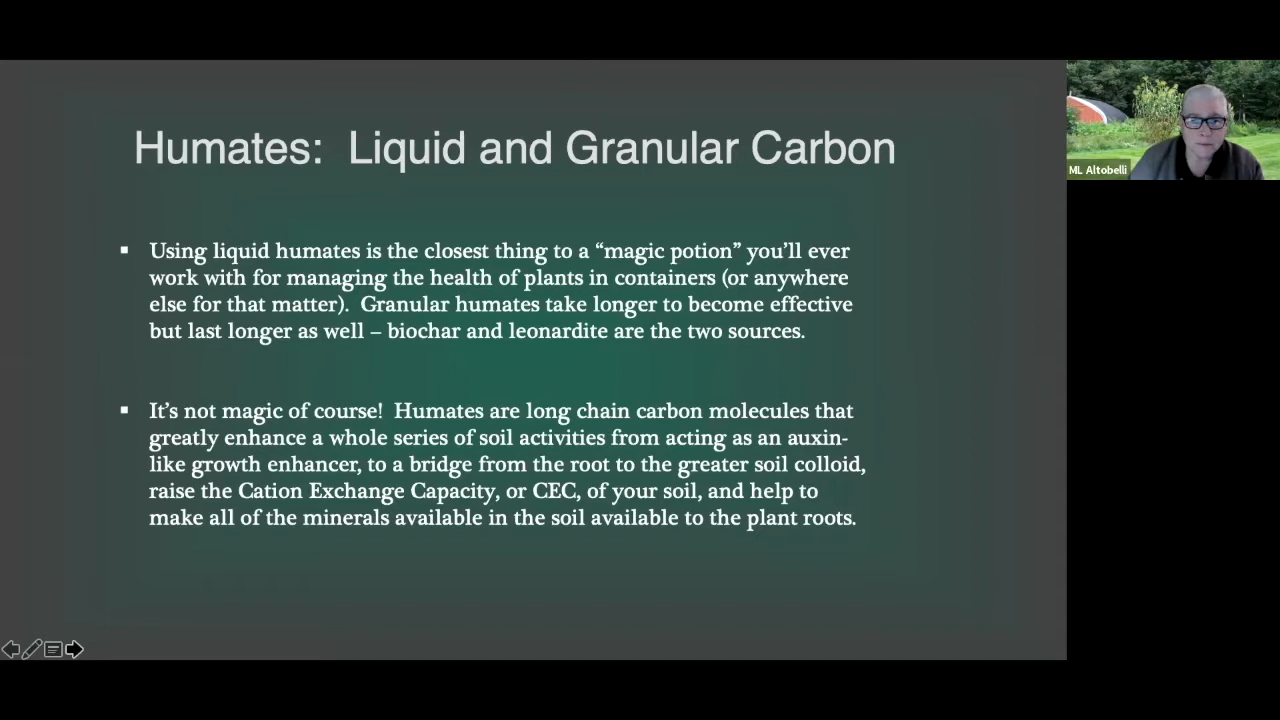 Humates:  Liquid and Granular Carbon
▪ Using liquid humates is the closest thing to a “magic potion” you’ll ever
work with for managing the health of plants in containers (or anywhere
else for that matter).  Granular humates take longer to become effective
but last longer as well – biochar and leonardite are the two sources.
▪ It’s not magic of course!  Humates are long chain carbon molecules that
greatly enhance a whole series of soil activities from acting as an auxin-
like growth enhancer, to a bridge from the root to the greater soil colloid,
raise the Cation Exchange Capacity, or CEC, of your soil, and help to
make all of the minerals available in the soil available to the plant roots.
ML Altobelli